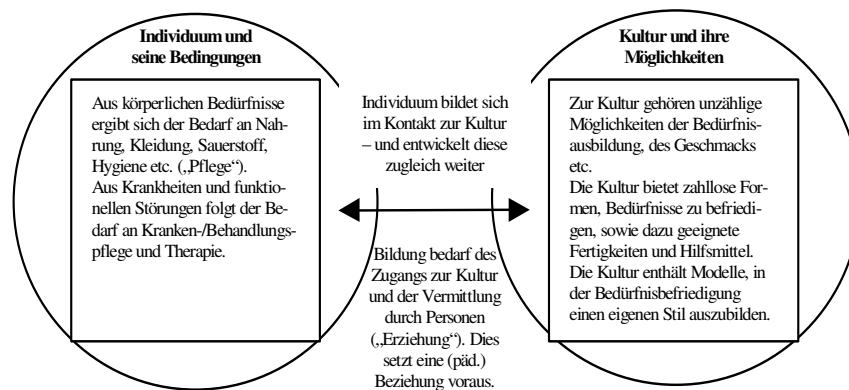 Individuum und
seine Bedingungen
Aus körperlichen Bedürfnisse
ergibt sich der Bedarf an Nah-
rung, Kleidung, Sauerstoff,
Hygiene etc. („Pflege“).
Aus Krankheiten und funktio-
nellen Störungen folgt der Be-
darf an Kranken-/Behandlungs-
pflege und Therapie.
Individuum bildet sich
im Kontakt zur Kultur
– und entwickelt diese
zugleich weiter
Bildung bedarf des
Zugangs zur Kultur
und der Vermittlung
durch Personen
(„Erziehung“). Dies
setzt eine (päd.)
Beziehung voraus.
Kultur und ihre
Möglichkeiten
Zur Kultur gehören unzählige
Möglichkeiten der Bedürfnis-
ausbildung, des Geschmacks
etc.
Die Kultur bietet zahllose For-
men, Bedürfnisse zu befriedi-
gen, sowie dazu geeignete
Fertigkeiten und Hilfsmittel.
Die Kultur enthält Modelle, in
der Bedürfnisbefriedigung
einen eigenen Stil auszubilden.